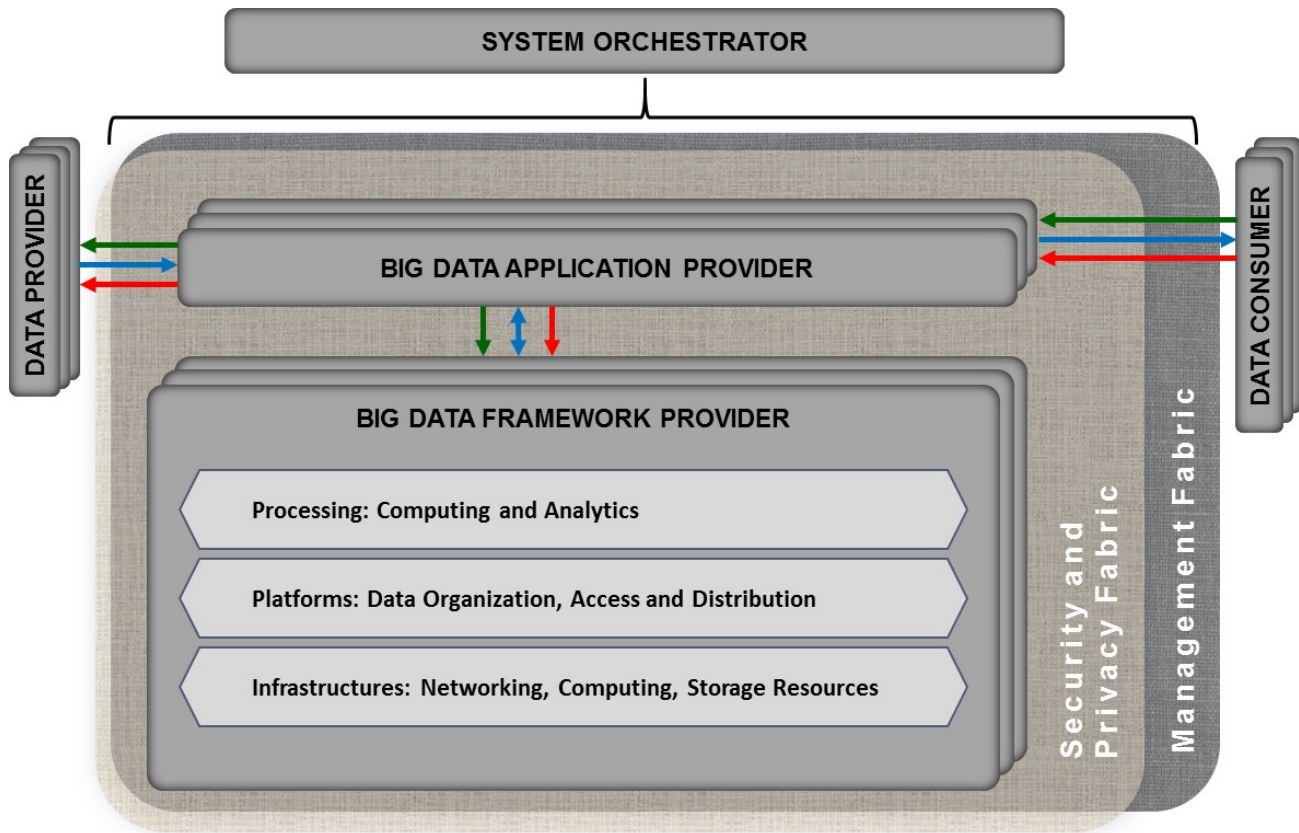 SYSTEM ORCHESTRATOR
DATA PROVIDER
BIG DATA APPLICATION PROVIDER
DATA CONSUMER
BIG DATA FRAMEWORK PROVIDER
Processing: Computing and Analytics
Platforms: Data Organization, Access and Distribution
Infrastructures: Networking, Computing, Storage Resources
Security and
Privacy Fabric
Management Fabric